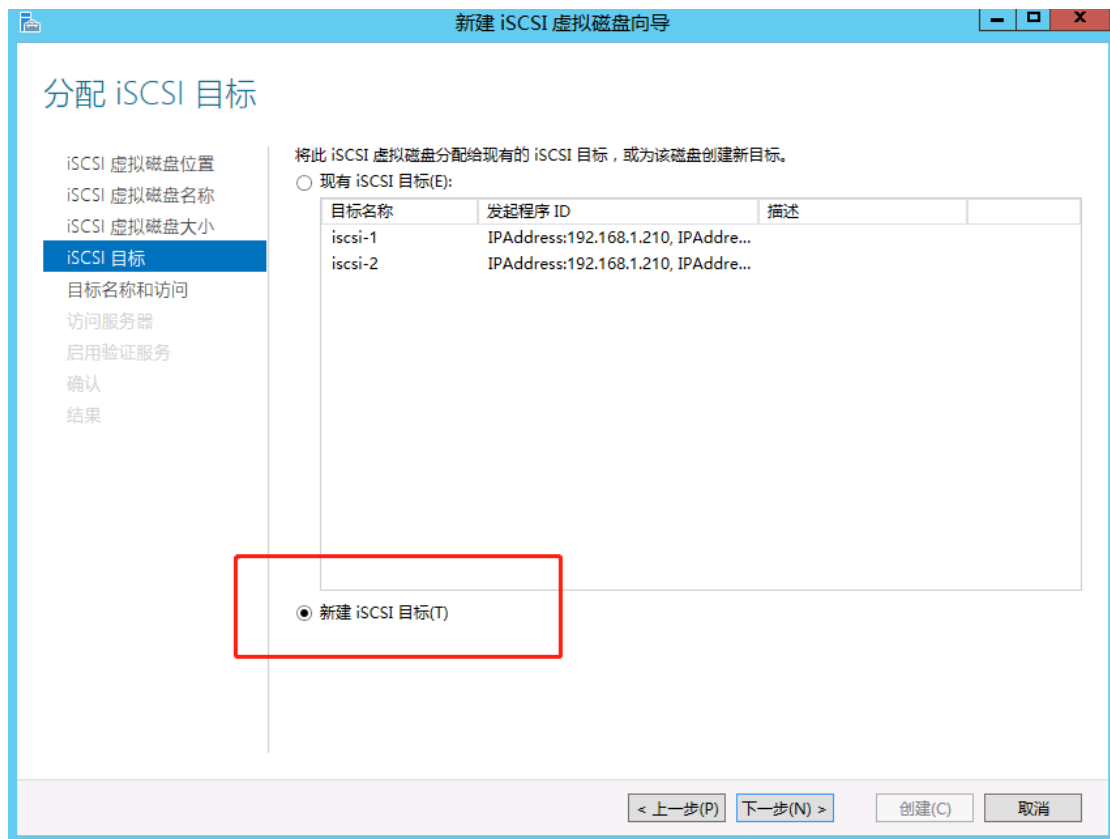 新建 iSCSI 虚拟磁盘向导
分配 iSCSI 目标
iSCSI 虚拟磁盘位置
iSCSI 虚拟磁盘名称
iSCSI 虚拟磁盘大小
iSCSI 目标
目标名称和访问
访问服务器
启用验证服务
确认
结果
将此 iSCSI 虚拟磁盘分配给现有的 iSCSI 目标，或为该磁盘创建新目标。
现有 iSCSI 目标(E):
目标名称 发起程序 ID 描述
iscsi-1 IPAddress:192.168.1.210, IPAddre...
iscsi-2 IPAddress:192.168.1.210, IPAddre...
新建 iSCSI 目标(T)
< 上一步(P) 下一步(N) > 创建(C) 取消